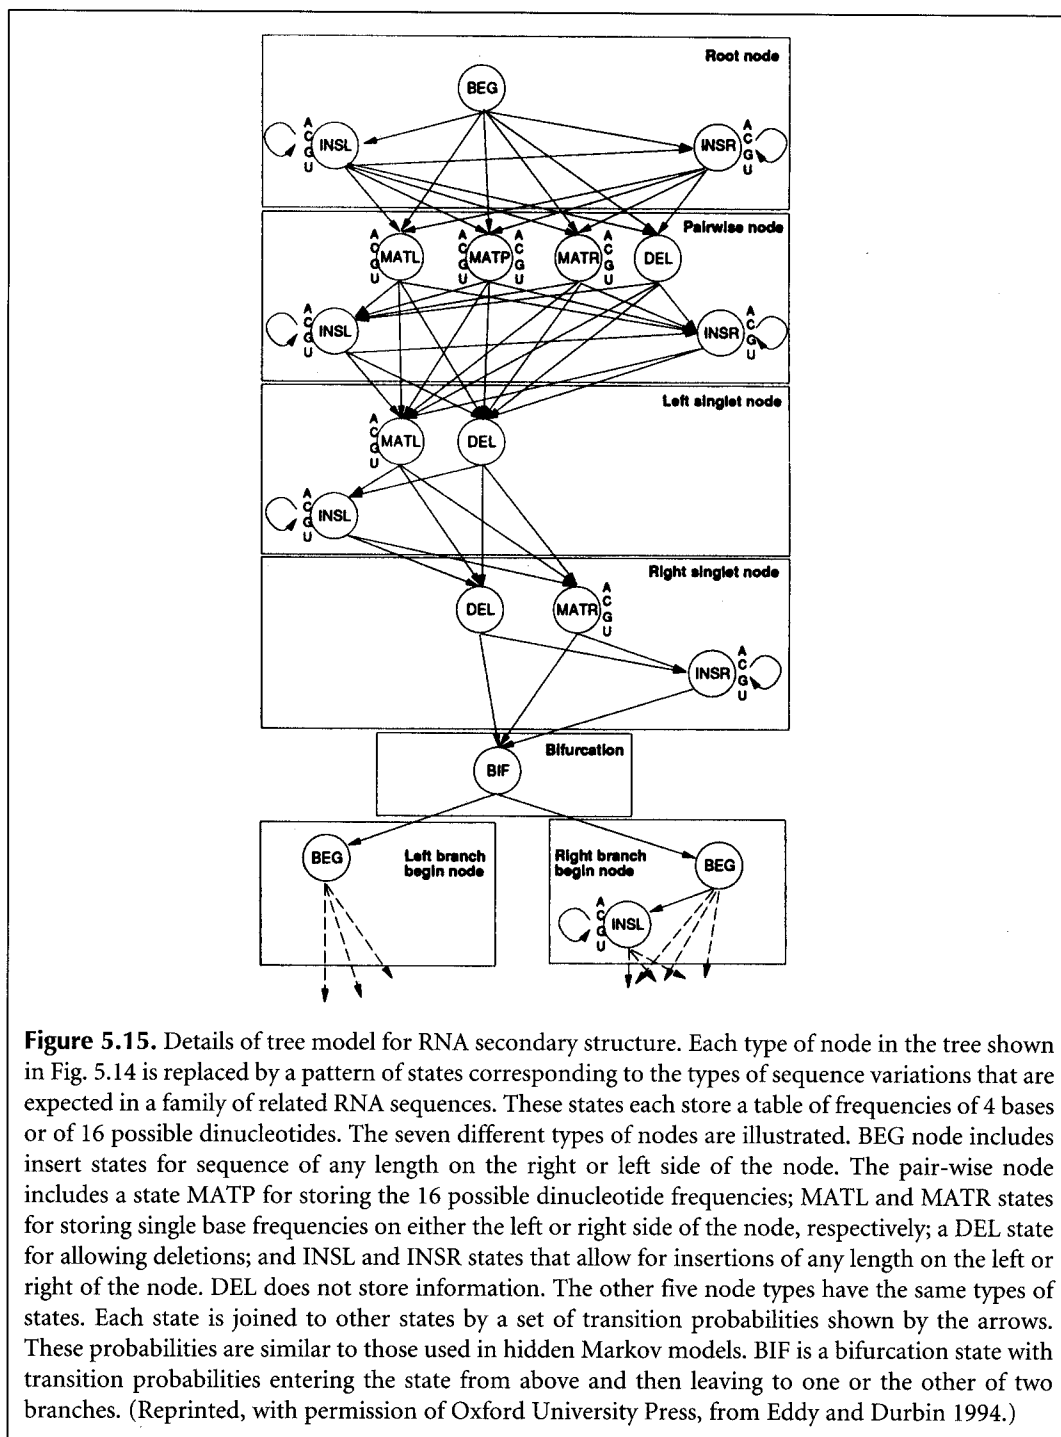 Root node
BEG
A
C
G
U
INSL
INSR
A
C
G
U
Pairwise node
A
C
G
U
MATL
A
C
G
U
MATP
A
C
G
U
MATR
A
C
G
U
DEL
A
C
G
U
INSL
INSR
A
C
G
U
Left singlet node
A
C
G
U
MATL
DEL
A
C
G
U
INSL
Right singlet node
DEL
MATR
A
C
G
U
INSR
A
C
G
U
Bifurcation
BIF
BEG
Left branch
begin node
Right branch
begin node
BEG
A
C
G
U
INSL
Figure 5.15. Details of tree model for RNA secondary structure. Each type of node in the tree shown
in Fig. 5.14 is replaced by a pattern of states corresponding to the types of sequence variations that are
expected in a family of related RNA sequences. These states each store a table of frequencies of 4 bases
or of 16 possible dinucleotides. The seven different types of nodes are illustrated. BEG node includes
insert states for sequence of any length on the right or left side of the node. The pair-wise node
includes a state MATP for storing the 16 possible dinucleotide frequencies; MATL and MATR states
for storing single base frequencies on either the left or right side of the node, respectively; a DEL state
for allowing deletions; and INSL and INSR states that allow for insertions of any length on the left or
right of the node. DEL does not store information. The other five node types have the same types of
states. Each state is joined to other states by a set of transition probabilities shown by the arrows.
These probabilities are similar to those used in hidden Markov models. BIF is a bifurcation state with
transition probabilities entering the state from above and then leaving to one or the other of two
branches. (Reprinted, with permission of Oxford University Press, from Eddy and Durbin 1994.)